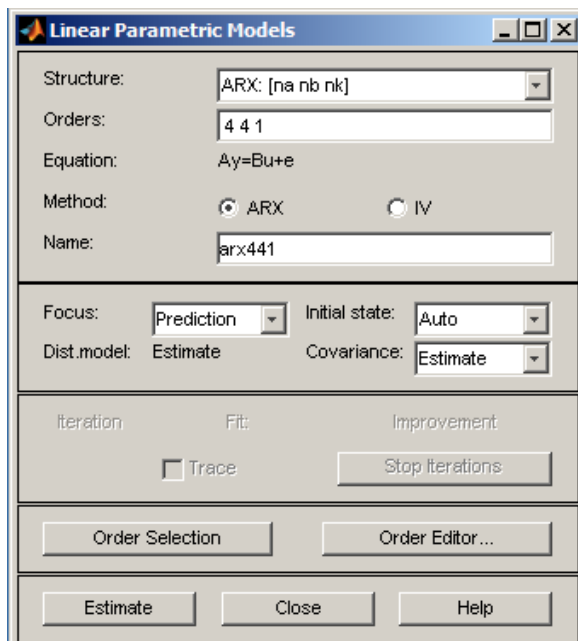 Linear Parametric Models
Structure: ARX: [na nb nk]
Orders: 4 4 1
Equation: Ay=Bu+e
Method: ARX IV
Name: arx441
Focus: Prediction Initial state: Auto
Dist.model: Estimate Covariance: Estimate
Iteration Fit: Improvement
Trace Stop Iterations
Order Selection Order Editor...
Estimate Close Help